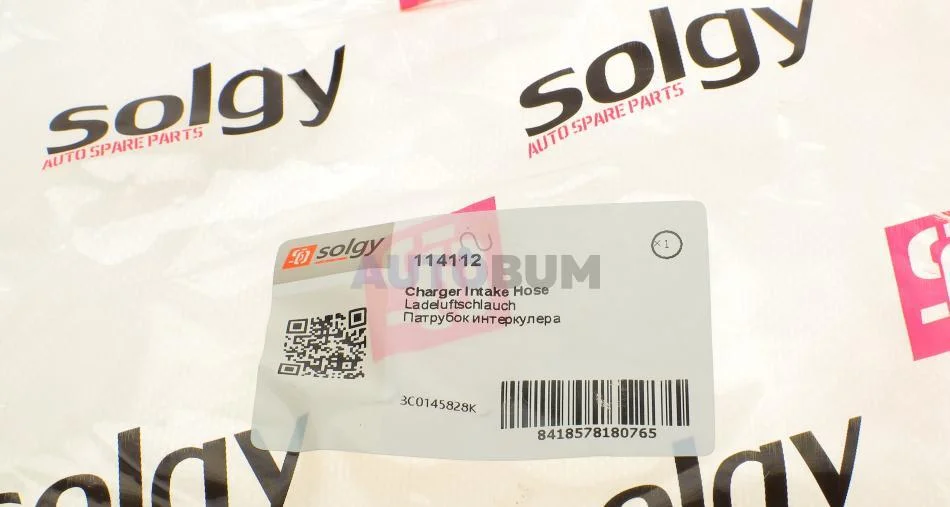 solgy
AUTO SPARE PARTS
solgy
AUTO SPARE PARTS
solgy
114112
×1
AUTOBUM
Charger Intake Hose
Ladeluftschlauch
Патрубок интеркулера
3C0145828K
8418578180765
solgy
solgy